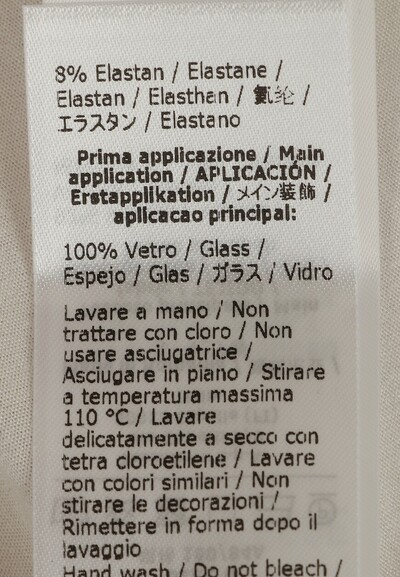 8% Elastan / Elastane /
Elastan / Elasthan / 氨纶 /
エラスタン / Elastano
Prima applicazione / Main
application / APLICACIÓN /
Erstapplikation / メイン装飾 /
aplicacao principal:
100% Vetro / Glass /
Espejo / Glas / ガラス / Vidro
Lavare a mano / Non
trattare con cloro / Non
usare asciugatrice /
Asciugare in piano / Stirare
a temperatura massima
110 °C / Lavare
delicatamente a secco con
tetra cloroetilene / Lavare
con colori similari / Non
stirare le decorazioni /
Rimettere in forma dopo il
lavaggio
Hand wash / Do not bleach /